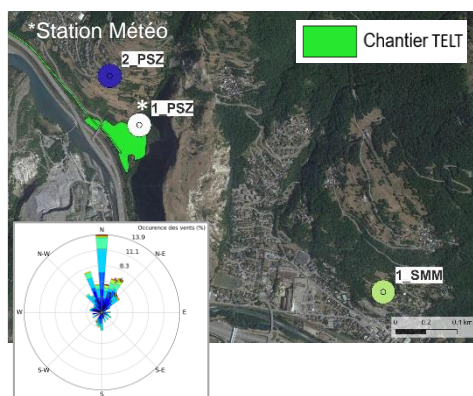 *Station Météo
Chantier TELT
2_PSZ
* 1_PSZ
Occurence des vents (%)
N
13.9
N-W
N-E
11.1
8.3
5.6
W
E
1_SMM
S-W
S-E
S
0 0.2 0.4 km